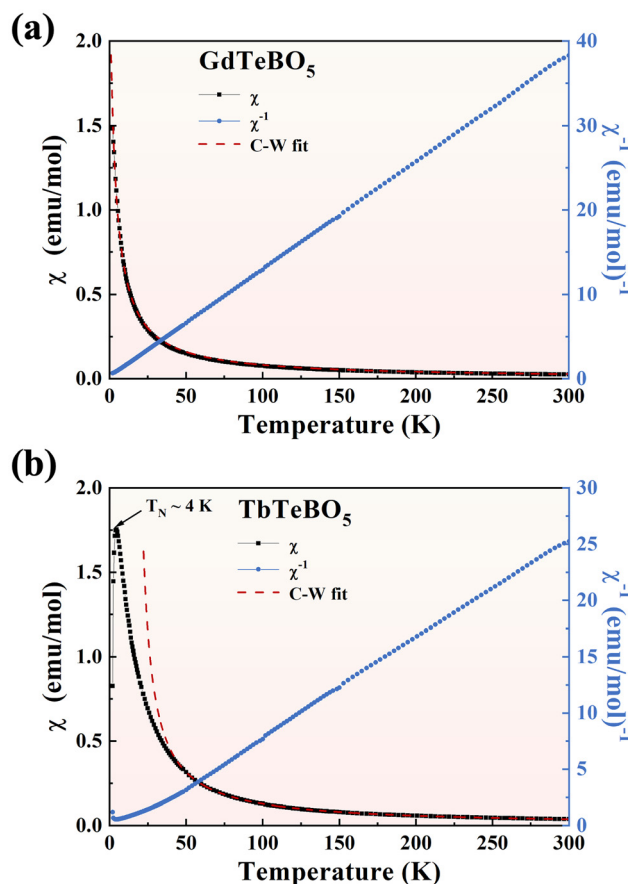 (a)
GdTeBO₅
χ
χ⁻¹
C-W fit
2.0
1.5
1.0
0.5
0.0
χ (emu/mol)
40
30
20
10
0
χ⁻¹ (emu/mol)⁻¹
0 50 100 150 200 250 300
Temperature (K)
(b)
T_N ~ 4 K
TbTeBO₅
χ
χ⁻¹
C-W fit
2.0
1.5
1.0
0.5
0.0
χ (emu/mol)
30
25
20
15
10
5
0
χ⁻¹ (emu/mol)⁻¹
0 50 100 150 200 250 300
Temperature (K)